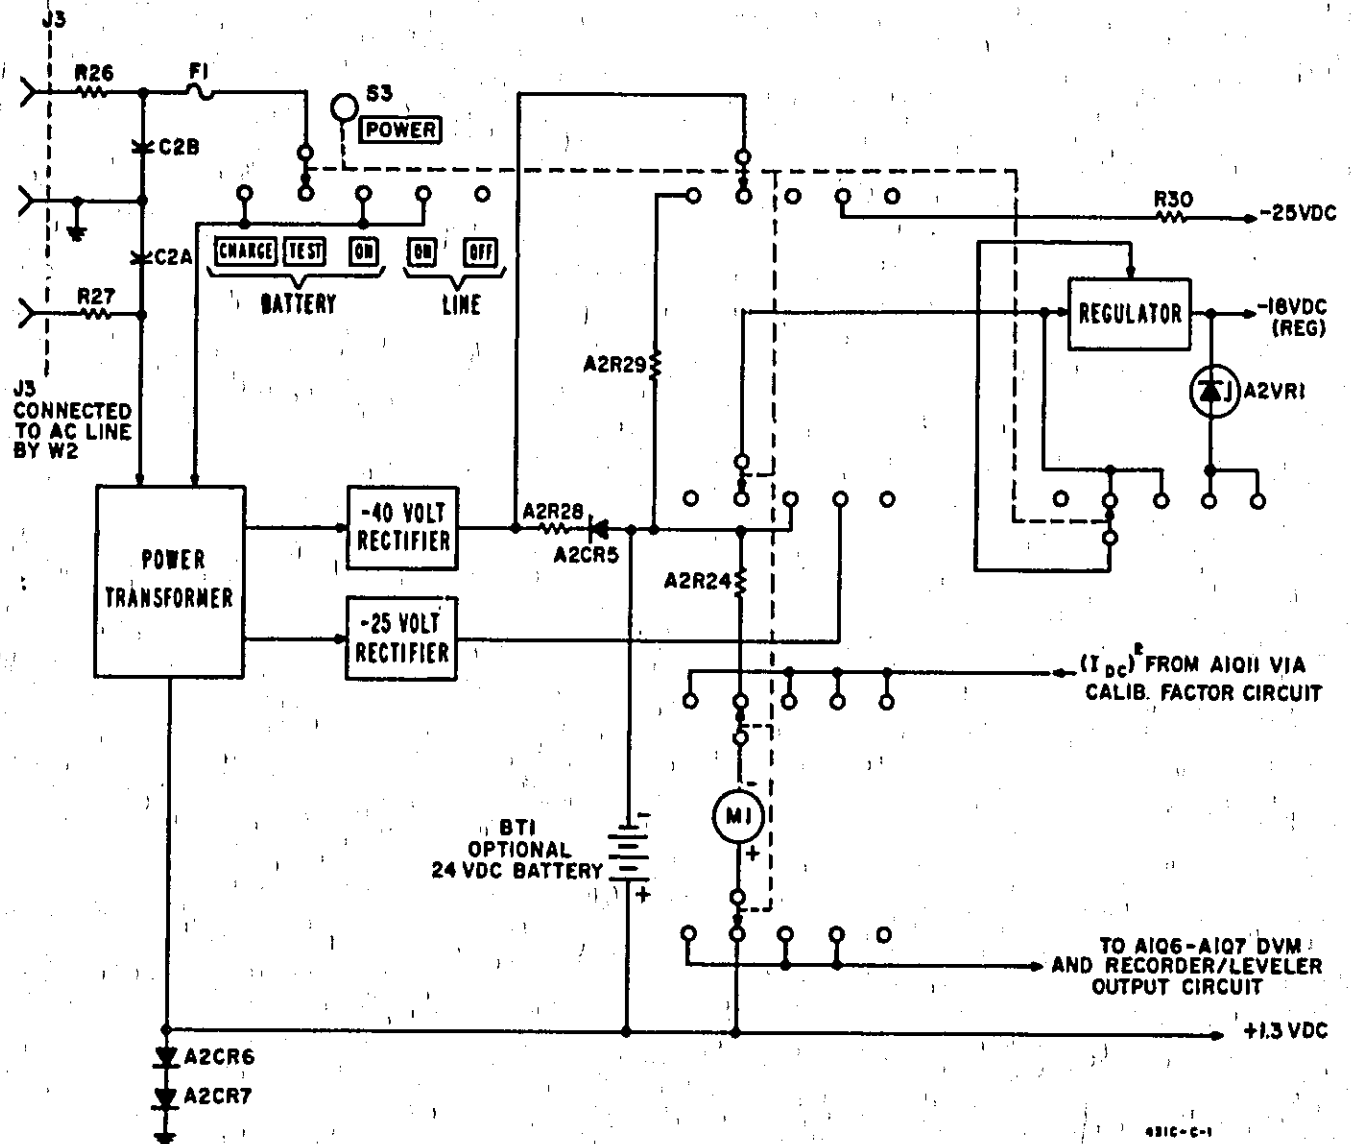 J3
R26
F1
S3
POWER
C2B
C2A
R27
CHARGE
TEST
ON
ON
OFF
BATTERY
LINE
J3
CONNECTED
TO AC LINE
BY W2
R30
-25VDC
REGULATOR
-18VDC
(REG)
A2VR1
A2R29
POWER
TRANSFORMER
-40 VOLT
RECTIFIER
A2R28
A2CR5
A2R24
-25 VOLT
RECTIFIER
(I DC)² FROM A1Q11 VIA
CALIB. FACTOR CIRCUIT
-
M1
+
BT1
OPTIONAL
24 VDC BATTERY
-
+
TO A1Q6-A1Q7 DVM
AND RECORDER/LEVELER
OUTPUT CIRCUIT
+1.3 VDC
A2CR6
A2CR7
431C-C-1